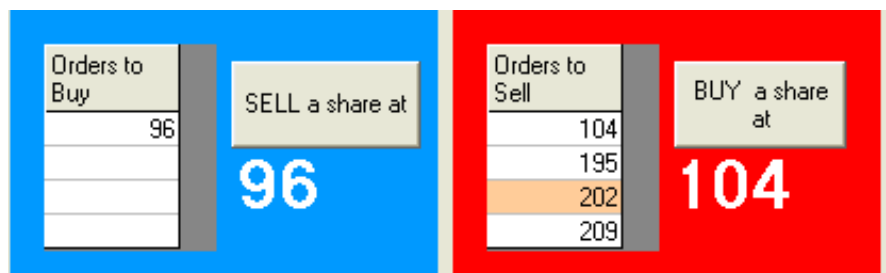 Orders to
Buy
96
SELL a share at
96
Orders to
Sell
104
195
202
209
BUY a share
at
104